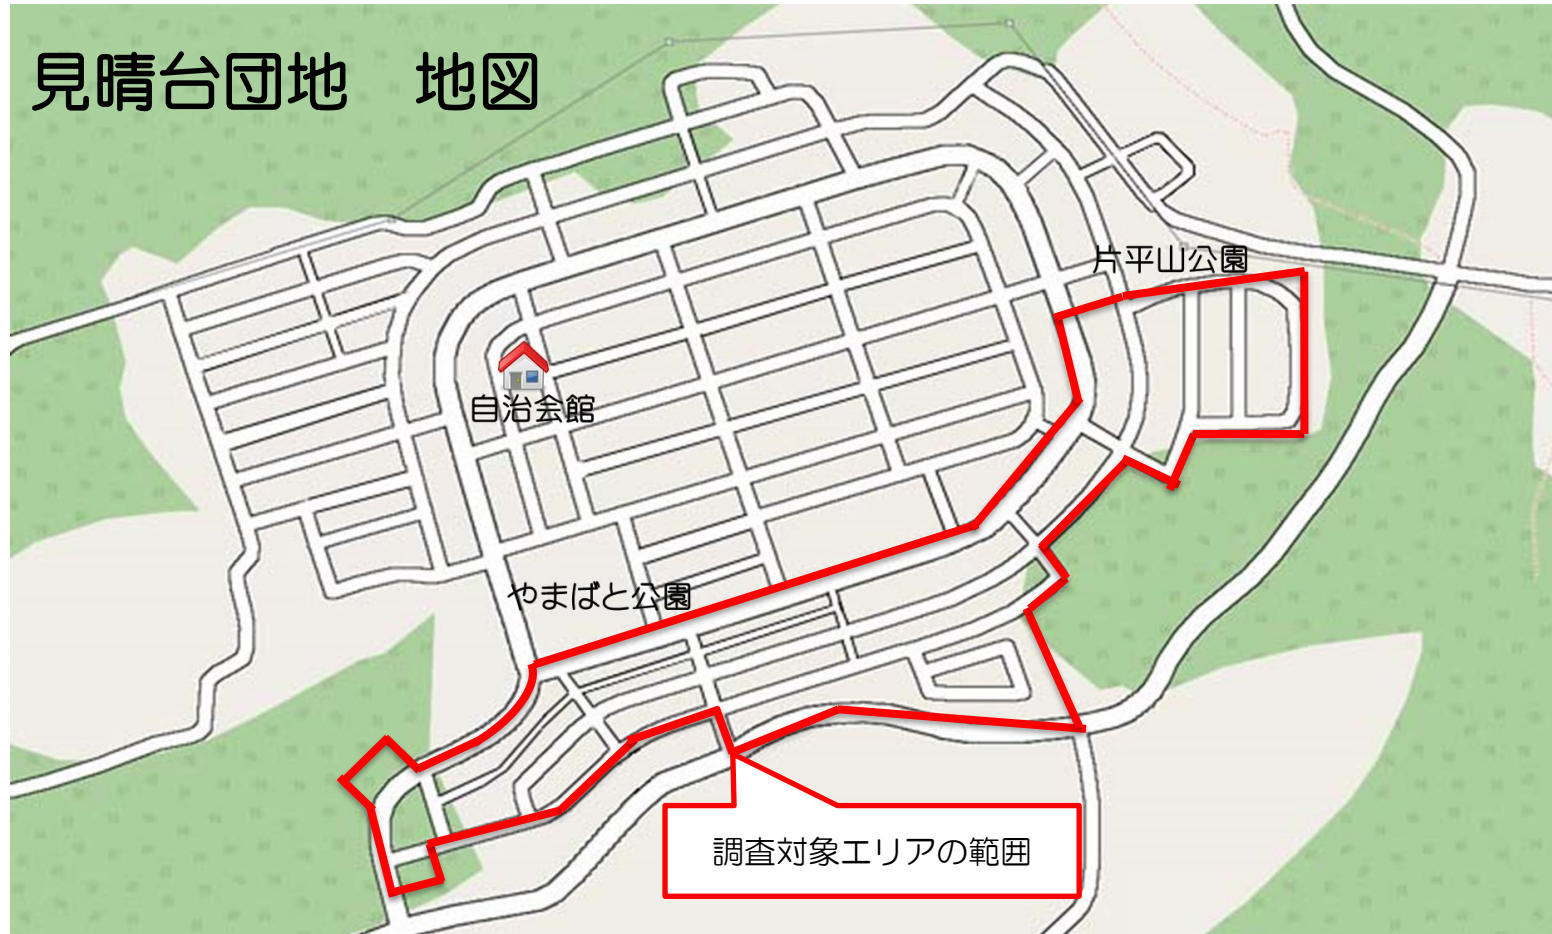 見晴台団地　地図
片平山公園
自治会館
やまばと公園
調査対象エリアの範囲